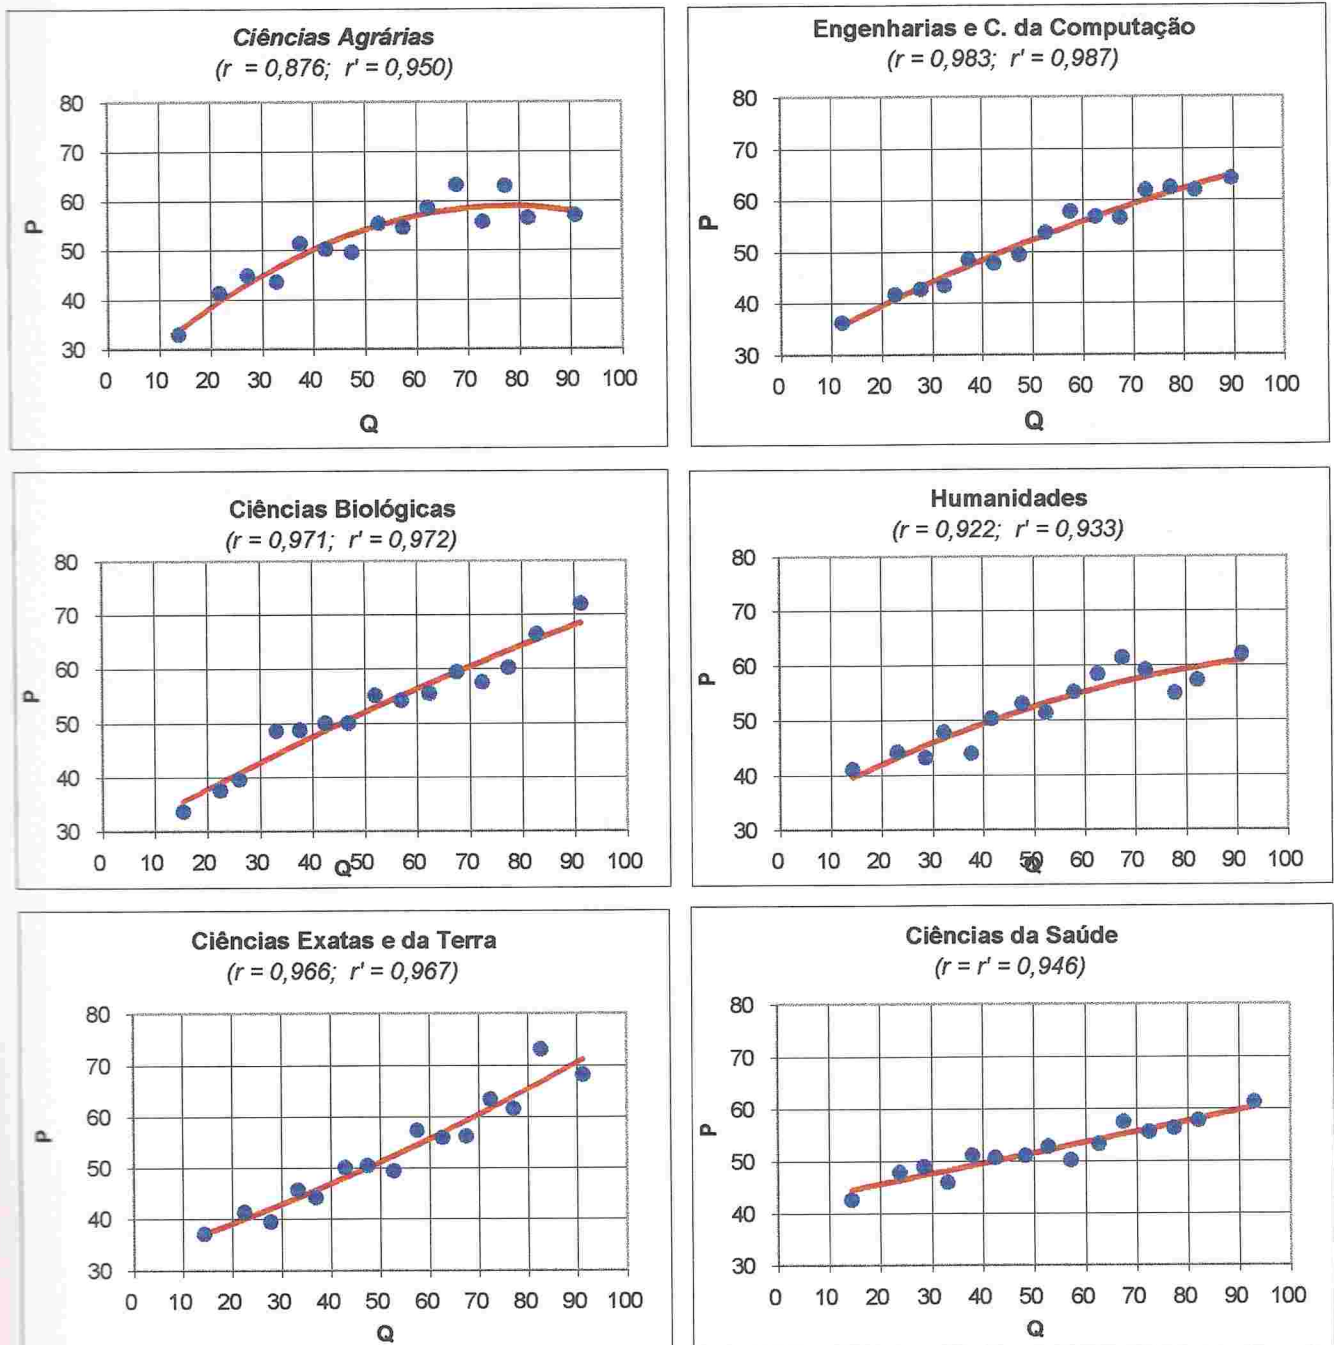 Ciências Agrárias
(r = 0,876; r' = 0,950)
80
70
60
50
40
30
P
0 10 20 30 40 50 60 70 80 90 100
Q
Engenharias e C. da Computação
(r = 0,983; r' = 0,987)
80
70
60
50
40
30
P
0 10 20 30 40 50 60 70 80 90 100
Q
Ciências Biológicas
(r = 0,971; r' = 0,972)
80
70
60
50
40
30
P
0 10 20 30 40 50 60 70 80 90 100
Q
Humanidades
(r = 0,922; r' = 0,933)
80
70
60
50
40
30
P
0 10 20 30 40 50 60 70 80 90 100
Q
Ciências Exatas e da Terra
(r = 0,966; r' = 0,967)
80
70
60
50
40
30
P
0 10 20 30 40 50 60 70 80 90 100
Q
Ciências da Saúde
(r = r' = 0,946)
80
70
60
50
40
30
P
0 10 20 30 40 50 60 70 80 90 100
Q